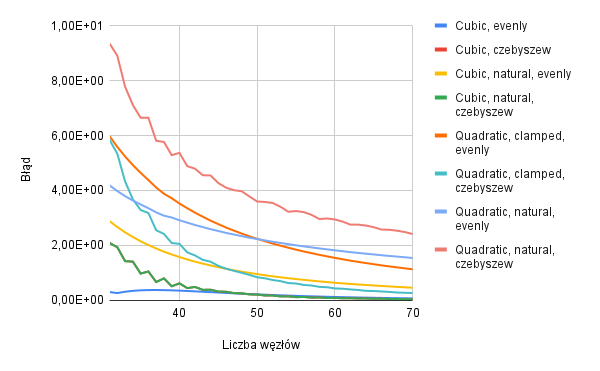 1,00E+01
8,00E+00
6,00E+00
4,00E+00
2,00E+00
0,00E+00
Błąd
40
50
60
70
Liczba węzłów
Cubic, evenly
Cubic, czebyszew
Cubic, natural, evenly
Cubic, natural,
czebyszew
Quadratic, clamped,
evenly
Quadratic, clamped,
czebyszew
Quadratic, natural,
evenly
Quadratic, natural,
czebyszew